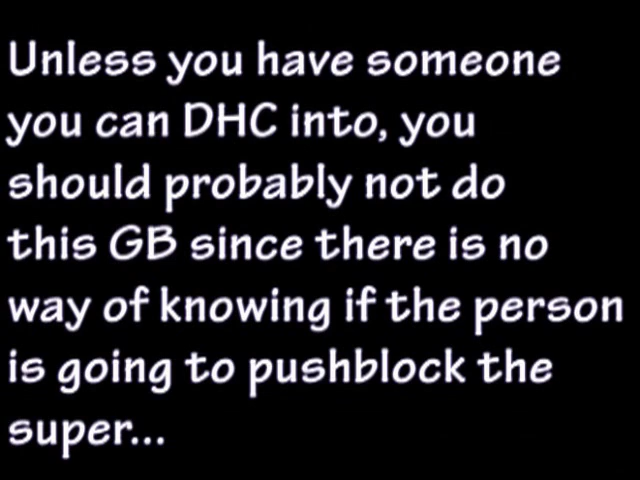 Unless you have someone
you can DHC into, you
should probably not do
this GB since there is no
way of knowing if the person
is going to pushblock the
super...